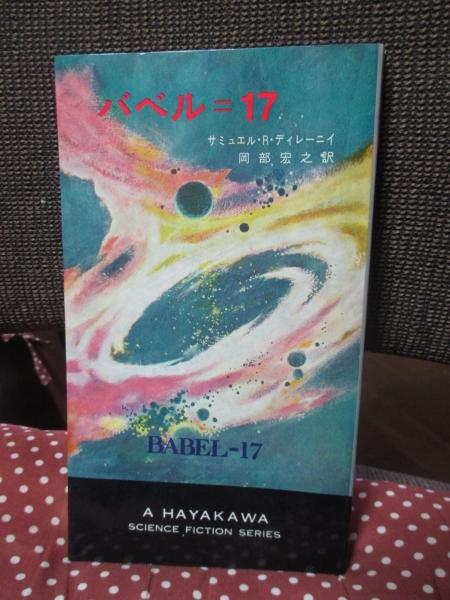 バベル＝17
サミュエル・R・ディレーニイ
岡部宏之訳
BABEL-17
A HAYAKAWA
SCIENCE FICTION SERIES